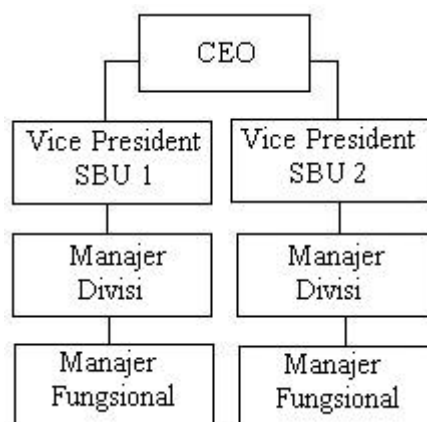 CEO
Vice President
SBU 1
Vice President
SBU 2
Manajer
Divisi
Manajer
Divisi
Manajer
Fungsional
Manajer
Fungsional